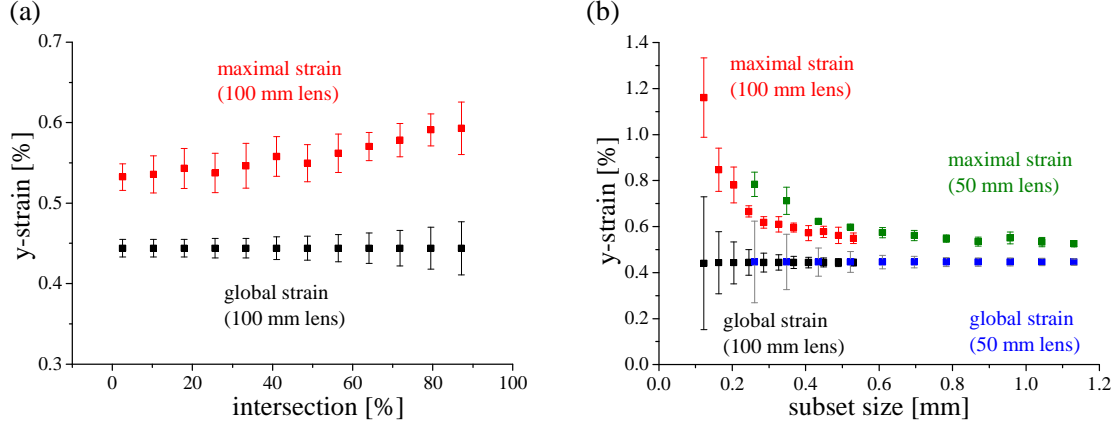 (a)
0.7
0.6
0.5
0.4
0.3
y-strain [%]
maximal strain
(100 mm lens)
global strain
(100 mm lens)
0 20 40 60 80 100
intersection [%]
(b)
1.4
1.2
1.0
0.8
0.6
0.4
0.2
0.0
y-strain [%]
maximal strain
(100 mm lens)
maximal strain
(50 mm lens)
global strain
(100 mm lens)
global strain
(50 mm lens)
0.0 0.2 0.4 0.6 0.8 1.0 1.2
subset size [mm]